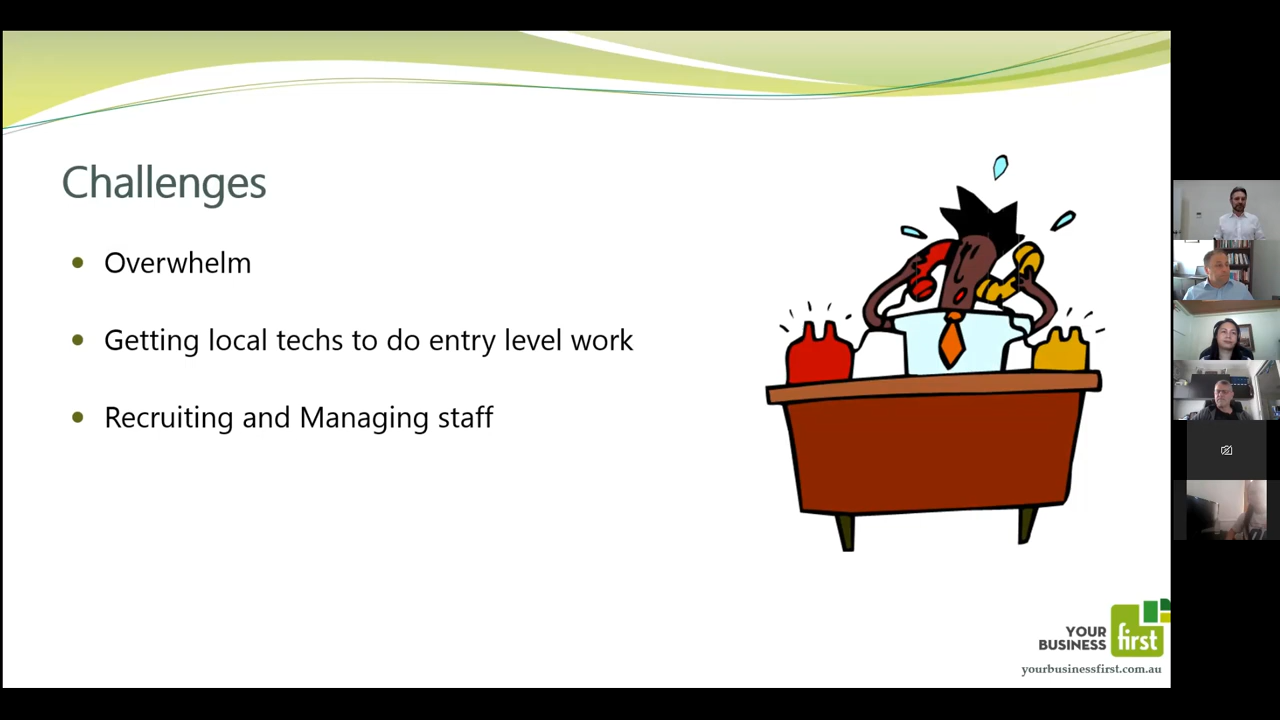 Challenges
Overwhelm
Getting local techs to do entry level work
Recruiting and Managing staff
YOUR
BUSINESS
first
yourbusinessfirst.com.au